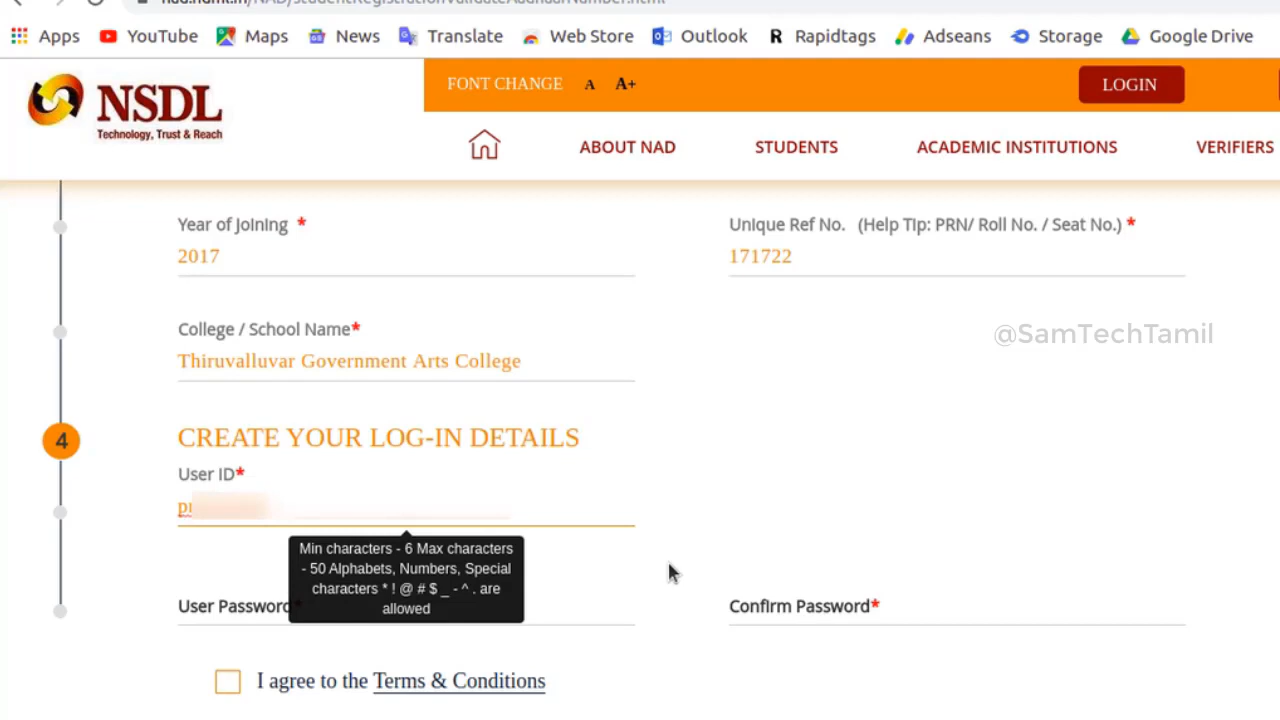 Apps YouTube Maps News Translate Web Store Outlook Rapidtags Adseans Storage Google Drive
NSDL
Technology, Trust & Reach
FONT CHANGE A A+ LOGIN
ABOUT NAD STUDENTS ACADEMIC INSTITUTIONS VERIFIERS
Year of Joining * Unique Ref No. (Help Tip: PRN/ Roll No. / Seat No.) *
2017 171722
College / School Name*
@SamTechTamil
Thiruvalluvar Government Arts College
4 CREATE YOUR LOG-IN DETAILS
User ID*
Min characters - 6 Max characters
- 50 Alphabets, Numbers, Special
characters * ! @ # $ _ - ^ . are
allowed
User Password* Confirm Password*
I agree to the Terms & Conditions